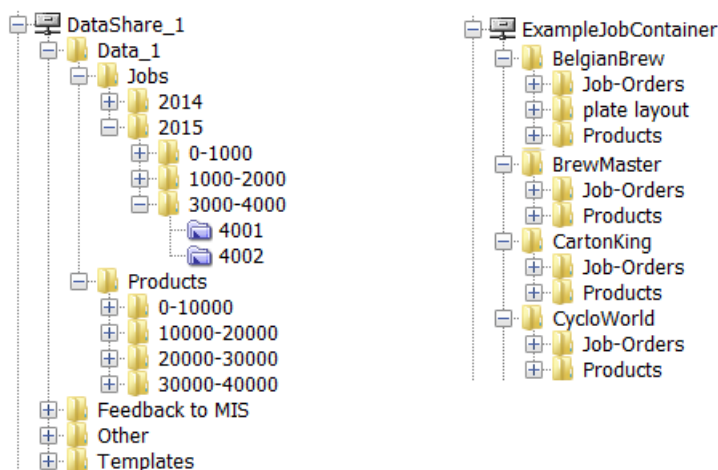 DataShare_1
Data_1
Jobs
2014
2015
0-1000
1000-2000
3000-4000
4001
4002
Products
0-10000
10000-20000
20000-30000
30000-40000
Feedback to MIS
Other
Templates
ExampleJobContainer
BelgianBrew
Job-Orders
plate layout
Products
BrewMaster
Job-Orders
Products
CartonKing
Job-Orders
Products
CycloWorld
Job-Orders
Products